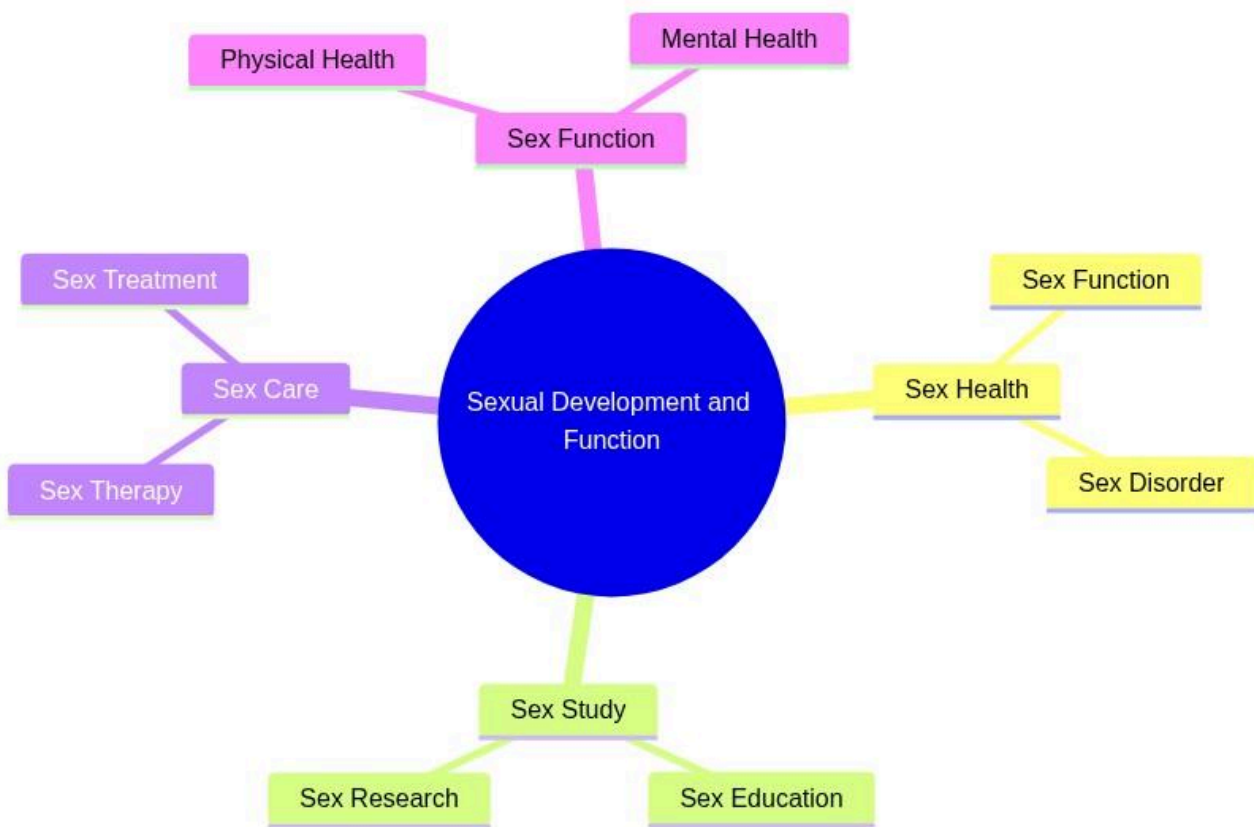 Mental Health
Physical Health
Sex Function
Sex Treatment
Sex Function
Sex Care
Sex Health
Sexual Development and
Function
Sex Therapy
Sex Disorder
Sex Study
Sex Research
Sex Education